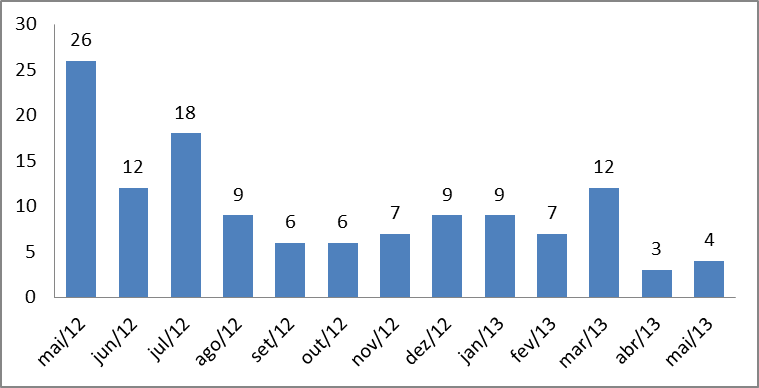 30
25
20
15
10
5
0
26
12
18
9
6
6
7
9
9
7
12
3
4
mai/12
jun/12
jul/12
ago/12
set/12
out/12
nov/12
dez/12
jan/13
fev/13
mar/13
abr/13
mai/13